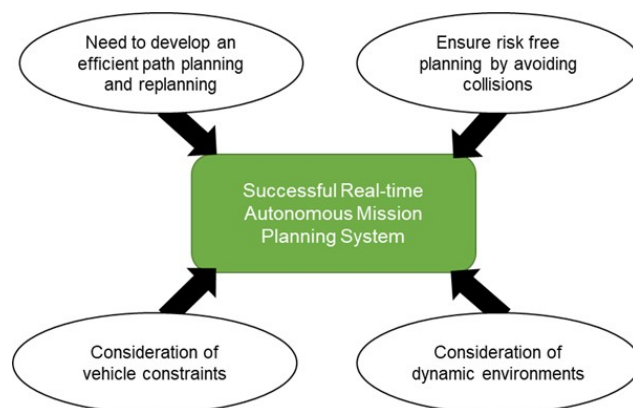 Need to develop an
efficient path planning
and replanning
Ensure risk free
planning by avoiding
collisions
Successful Real-time
Autonomous Mission
Planning System
Consideration of
vehicle constraints
Consideration of
dynamic environments